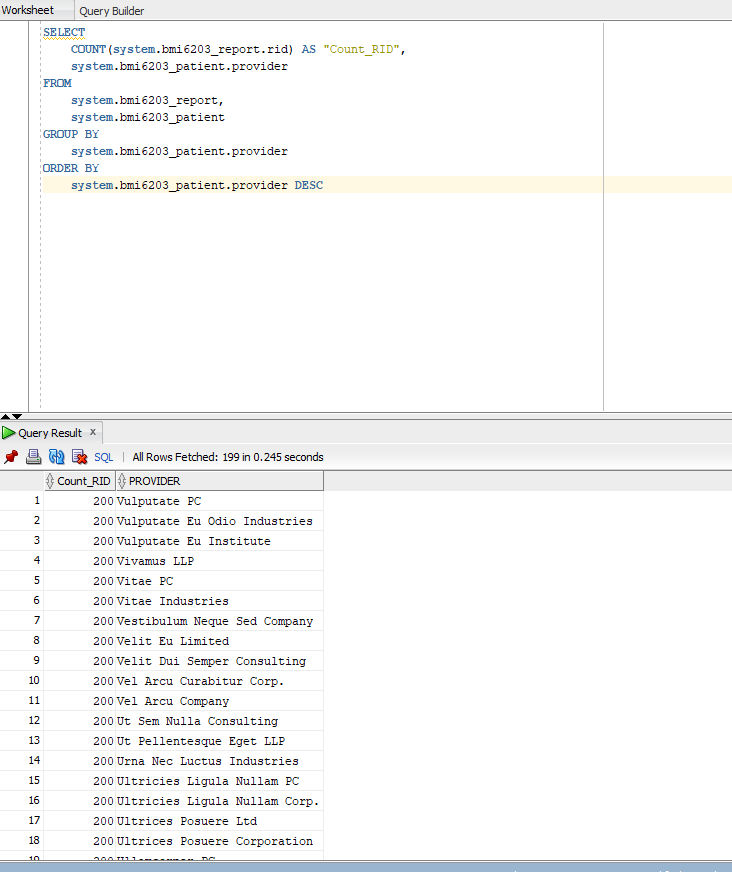 Worksheet Query Builder
SELECT
COUNT(system.bmi6203_report.rid) AS "Count_RID",
system.bmi6203_patient.provider
FROM
system.bmi6203_report,
system.bmi6203_patient
GROUP BY
system.bmi6203_patient.provider
ORDER BY
system.bmi6203_patient.provider DESC
Query Result x
SQL | All Rows Fetched: 199 in 0.245 seconds
Count_RID PROVIDER
1 200 Vulputate PC
2 200 Vulputate Eu Odio Industries
3 200 Vulputate Eu Institute
4 200 Vivamus LLP
5 200 Vitae PC
6 200 Vitae Industries
7 200 Vestibulum Neque Sed Company
8 200 Velit Eu Limited
9 200 Velit Dui Semper Consulting
10 200 Vel Arcu Curabitur Corp.
11 200 Vel Arcu Company
12 200 Ut Sem Nulla Consulting
13 200 Ut Pellentesque Eget LLP
14 200 Urna Nec Luctus Industries
15 200 Ultricies Ligula Nullam PC
16 200 Ultricies Ligula Nullam Corp.
17 200 Ultrices Posuere Ltd
18 200 Ultrices Posuere Corporation
19 200